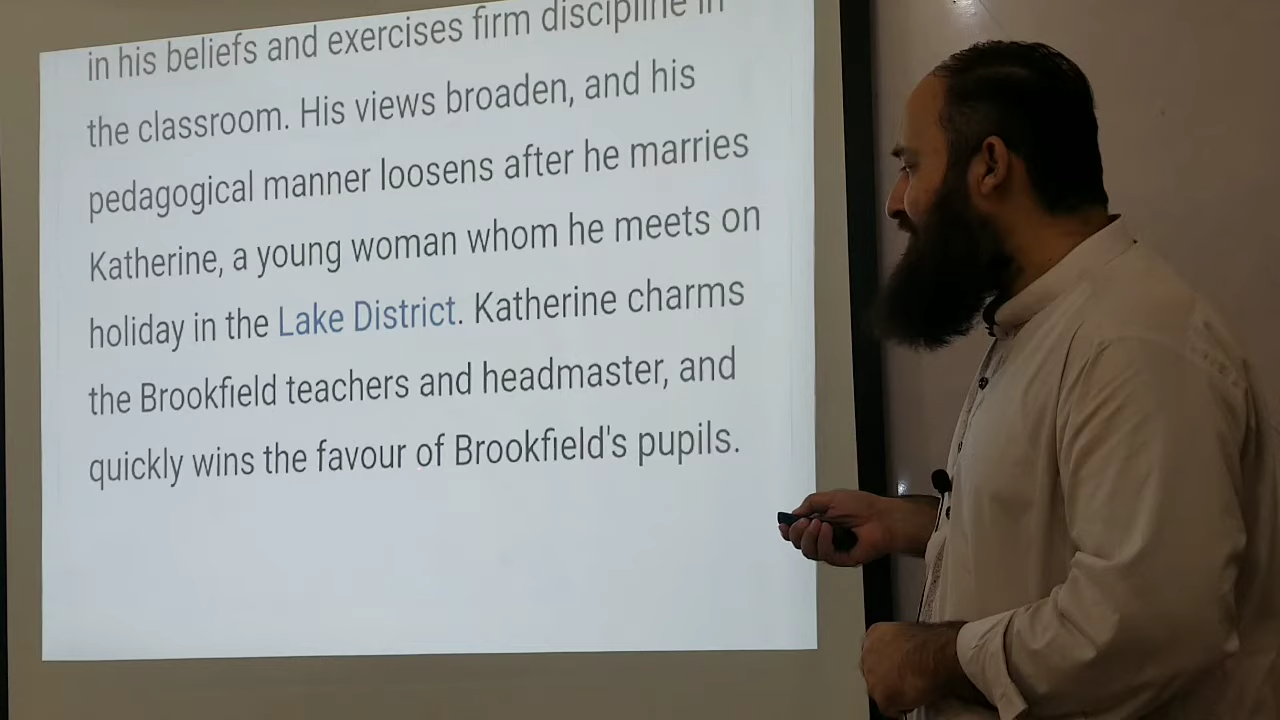 in his beliefs and exercises firm discipline in
the classroom. His views broaden, and his
pedagogical manner loosens after he marries
Katherine, a young woman whom he meets on
holiday in the Lake District. Katherine charms
the Brookfield teachers and headmaster, and
quickly wins the favour of Brookfield's pupils.